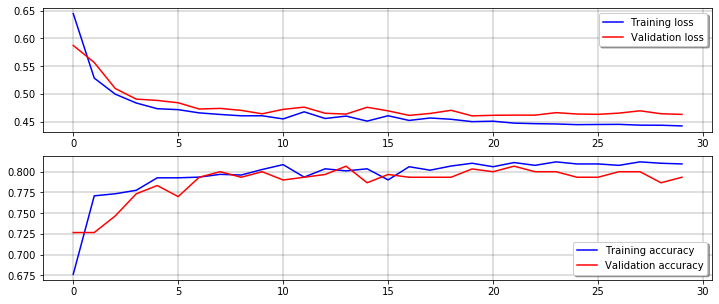 0.65
0.60
0.55
0.50
0.45
Training loss
Validation loss
0 5 10 15 20 25 30
0.800
0.775
0.750
0.725
0.700
0.675
Training accuracy
Validation accuracy
0 5 10 15 20 25 30